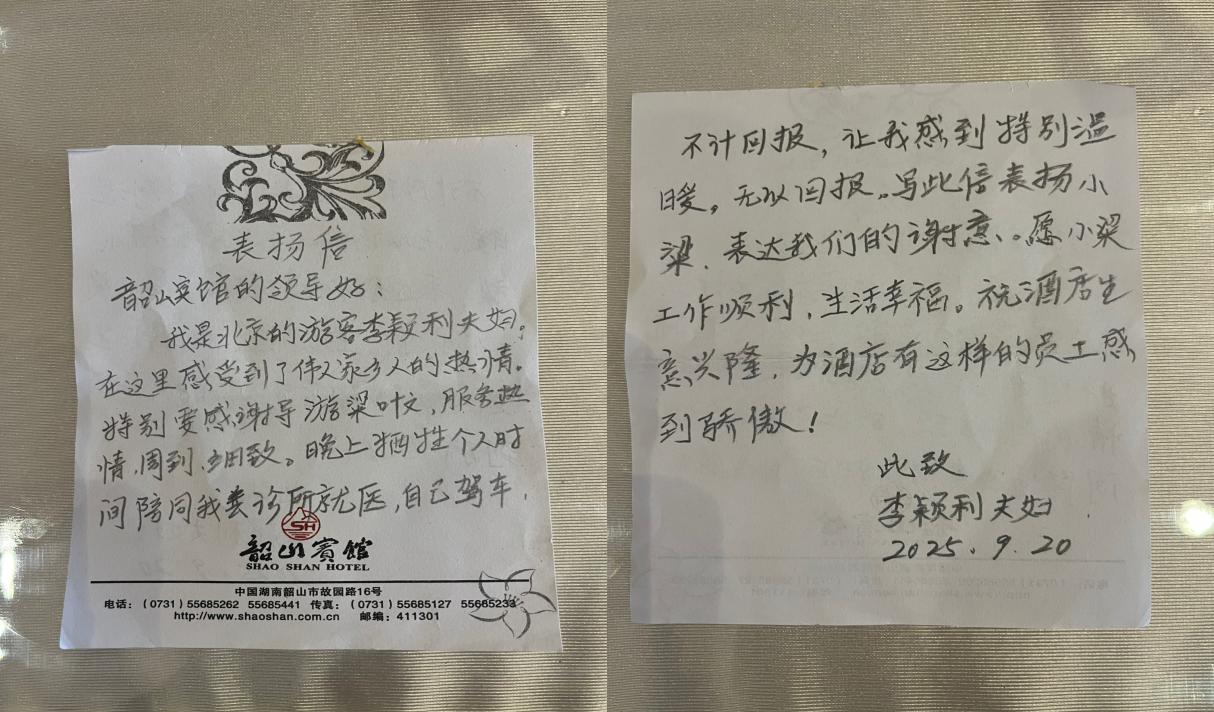 表扬信
韶山宾馆的领导好：
我是北京的游客李颖利夫妇。
在这里感受到了伟人家乡人的热情。
特别要感谢导游梁叶文，服务热
情，周到，细致。晚上牺牲个人时
间陪同我去诊所就医，自己驾车，
SH
韶山賓館
SHAO SHAN HOTEL
中国湖南韶山市故园路16号
电话：（0731）55685262 55685441 传真：（0731）55685127 55685233
http://www.shaoshan.com.cn 邮编：411301
不计回报，让我感到特别温
暖。无以回报。写此信表扬小
梁，表达我们的谢意。愿小梁
工作顺利，生活幸福。祝酒店生
意兴隆，为酒店有这样的员工感
到骄傲！
此致
李颖利夫妇
2025.9.20